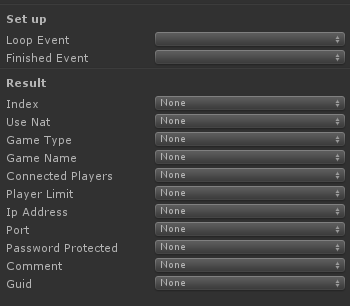 Set up
Loop Event
Finished Event
Result
Index None
Use Nat None
Game Type None
Game Name None
Connected Players None
Player Limit None
Ip Address None
Port None
Password Protected None
Comment None
Guid None